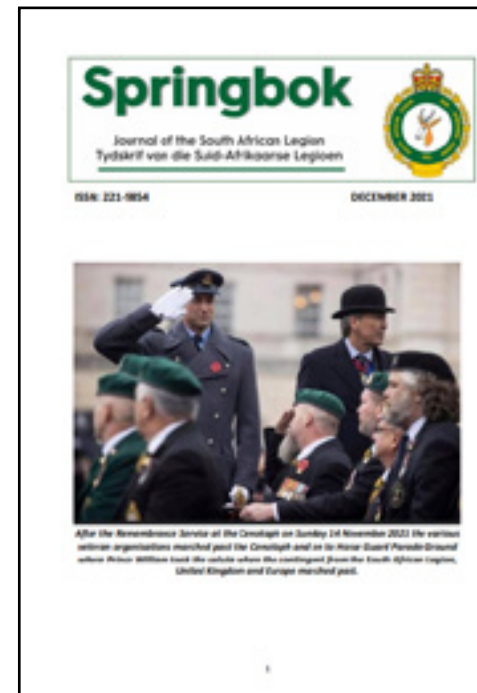 Springbok
Journal of the South African Legion
Tydskrif van die Suid-Afrikaanse Legioen
ISSN: 221-9854
DECEMBER 2021
After the Remembrance Service at the Cenotaph on Sunday 14 November 2021 the various
veteran organisations marched past the Cenotaph and on to Horse Guard Parade Ground
where Prince William took the salute when the contingent from the South African Legion,
United Kingdom and Europe marched past.